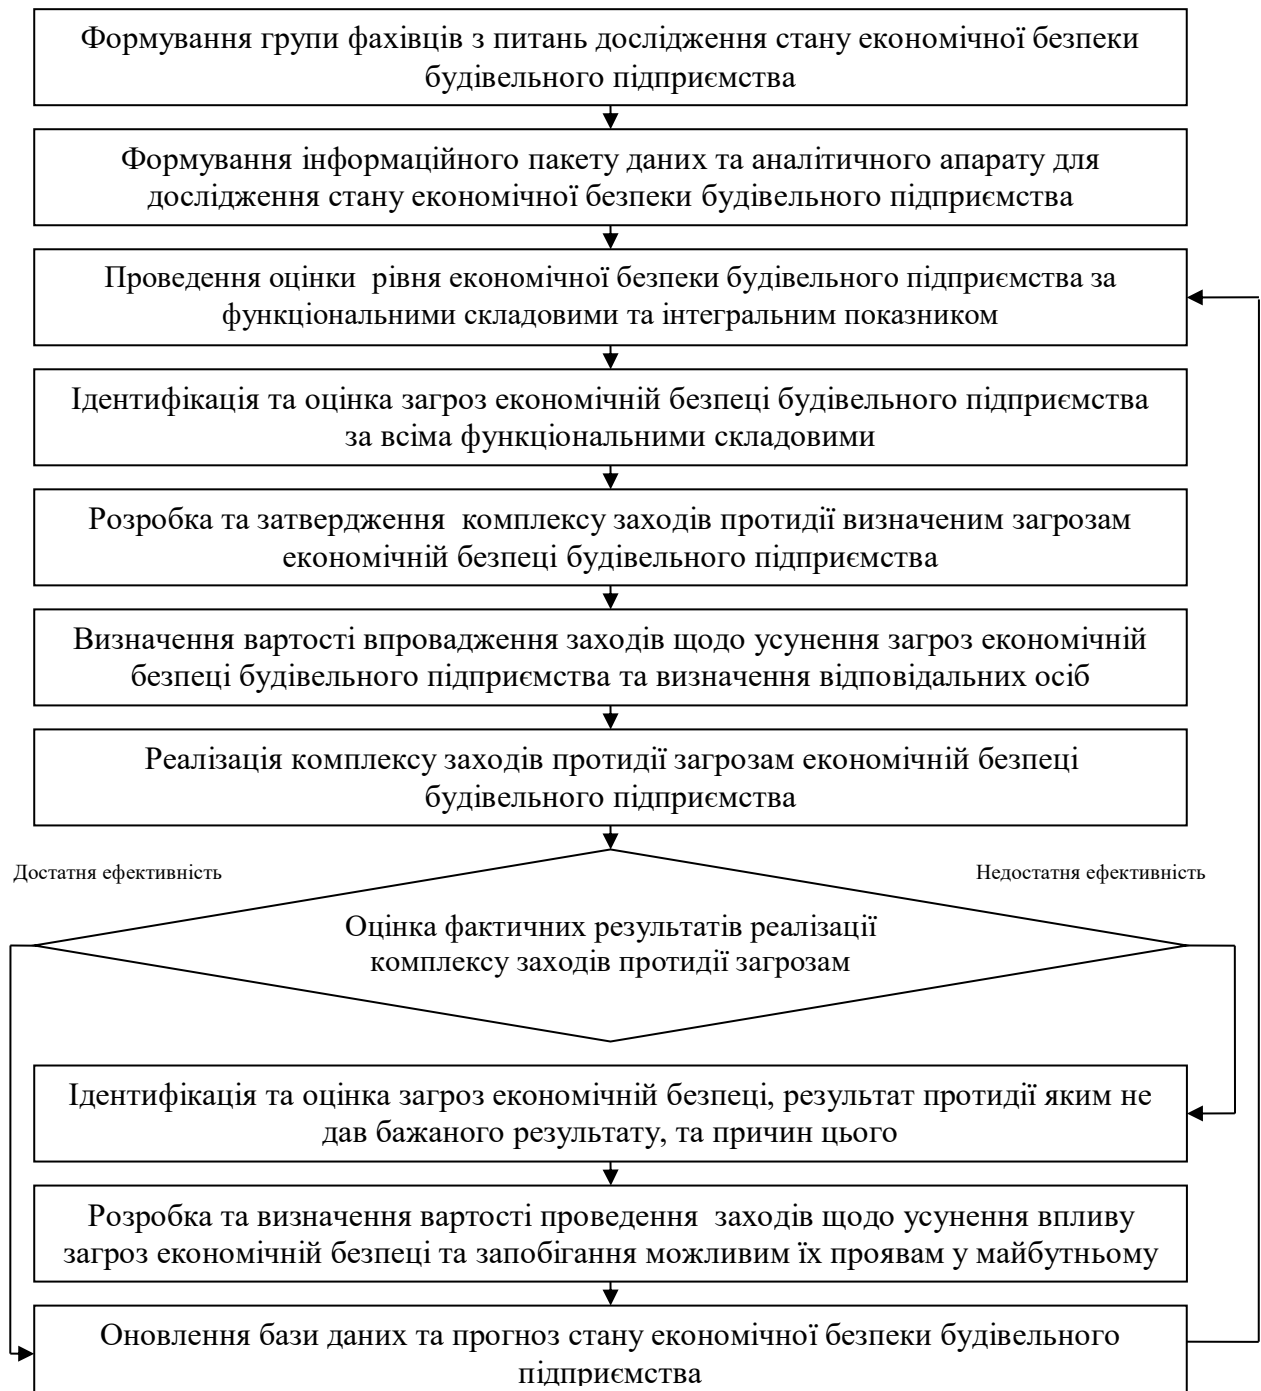 Формування групи фахівців з питань дослідження стану економічної безпеки
будівельного підприємства
Формування інформаційного пакету даних та аналітичного апарату для
дослідження стану економічної безпеки будівельного підприємства
Проведення оцінки рівня економічної безпеки будівельного підприємства за
функціональними складовими та інтегральним показником
Ідентифікація та оцінка загроз економічній безпеці будівельного підприємства
за всіма функціональними складовими
Розробка та затвердження комплексу заходів протидії визначеним загрозам
економічній безпеці будівельного підприємства
Визначення вартості впровадження заходів щодо усунення загроз економічній
безпеці будівельного підприємства та визначення відповідальних осіб
Реалізація комплексу заходів протидії загрозам економічній безпеці
будівельного підприємства
Достатня ефективність
Недостатня ефективність
Оцінка фактичних результатів реалізації
комплексу заходів протидії загрозам
Ідентифікація та оцінка загроз економічній безпеці, результат протидії яким не
дав бажаного результату, та причин цього
Розробка та визначення вартості проведення заходів щодо усунення впливу
загроз економічній безпеці та запобігання можливим їх проявам у майбутньому
Оновлення бази даних та прогноз стану економічної безпеки будівельного
підприємства